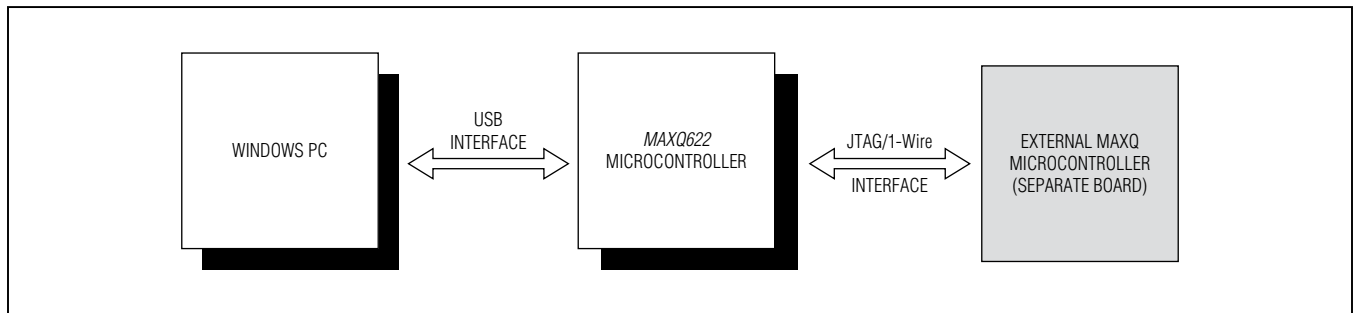 WINDOWS PC
USB
INTERFACE
MAXQ622
MICROCONTROLLER
JTAG/1-Wire
INTERFACE
EXTERNAL MAXQ
MICROCONTROLLER
(SEPARATE BOARD)